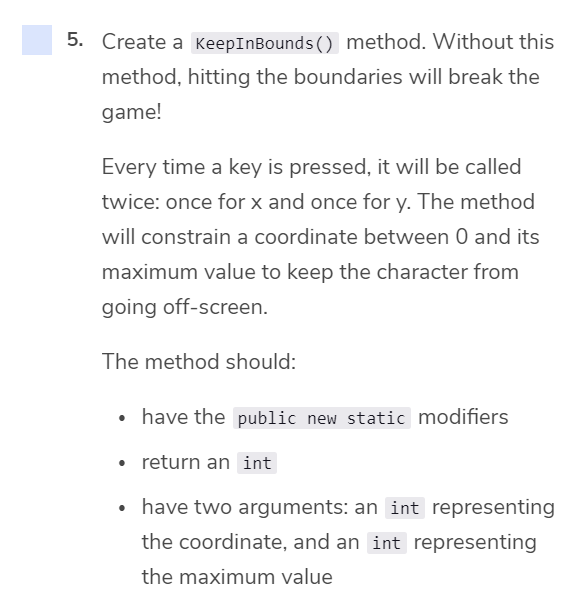 5. Create a KeepInBounds() method. Without this
method, hitting the boundaries will break the
game!
Every time a key is pressed, it will be called
twice: once for x and once for y. The method
will constrain a coordinate between 0 and its
maximum value to keep the character from
going off-screen.
The method should:
• have the public new static modifiers
• return an int
• have two arguments: an int representing
the coordinate, and an int representing
the maximum value